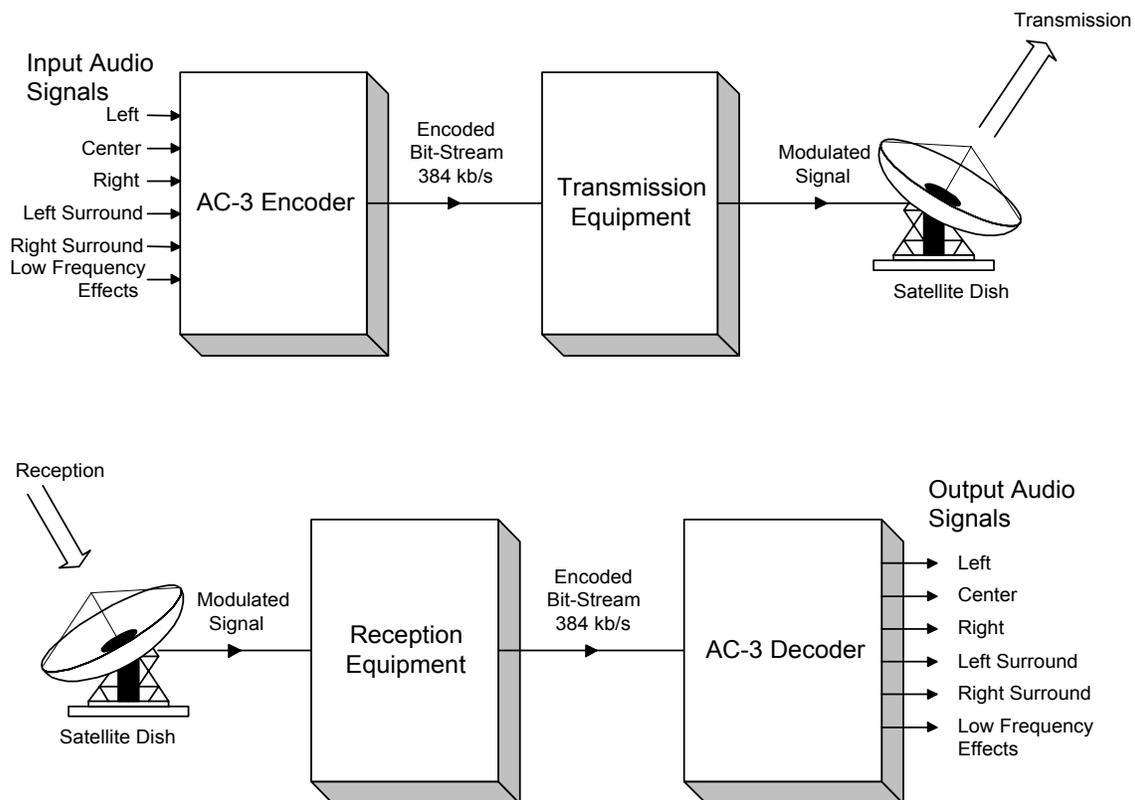 Transmission
Input Audio
Signals
Left
Center
Right
Left Surround
Right Surround
Low Frequency
Effects
AC-3 Encoder
Encoded
Bit-Stream
384 kb/s
Transmission
Equipment
Modulated
Signal
Satellite Dish
Reception
Satellite Dish
Modulated
Signal
Reception
Equipment
Encoded
Bit-Stream
384 kb/s
AC-3 Decoder
Output Audio
Signals
Left
Center
Right
Left Surround
Right Surround
Low Frequency
Effects